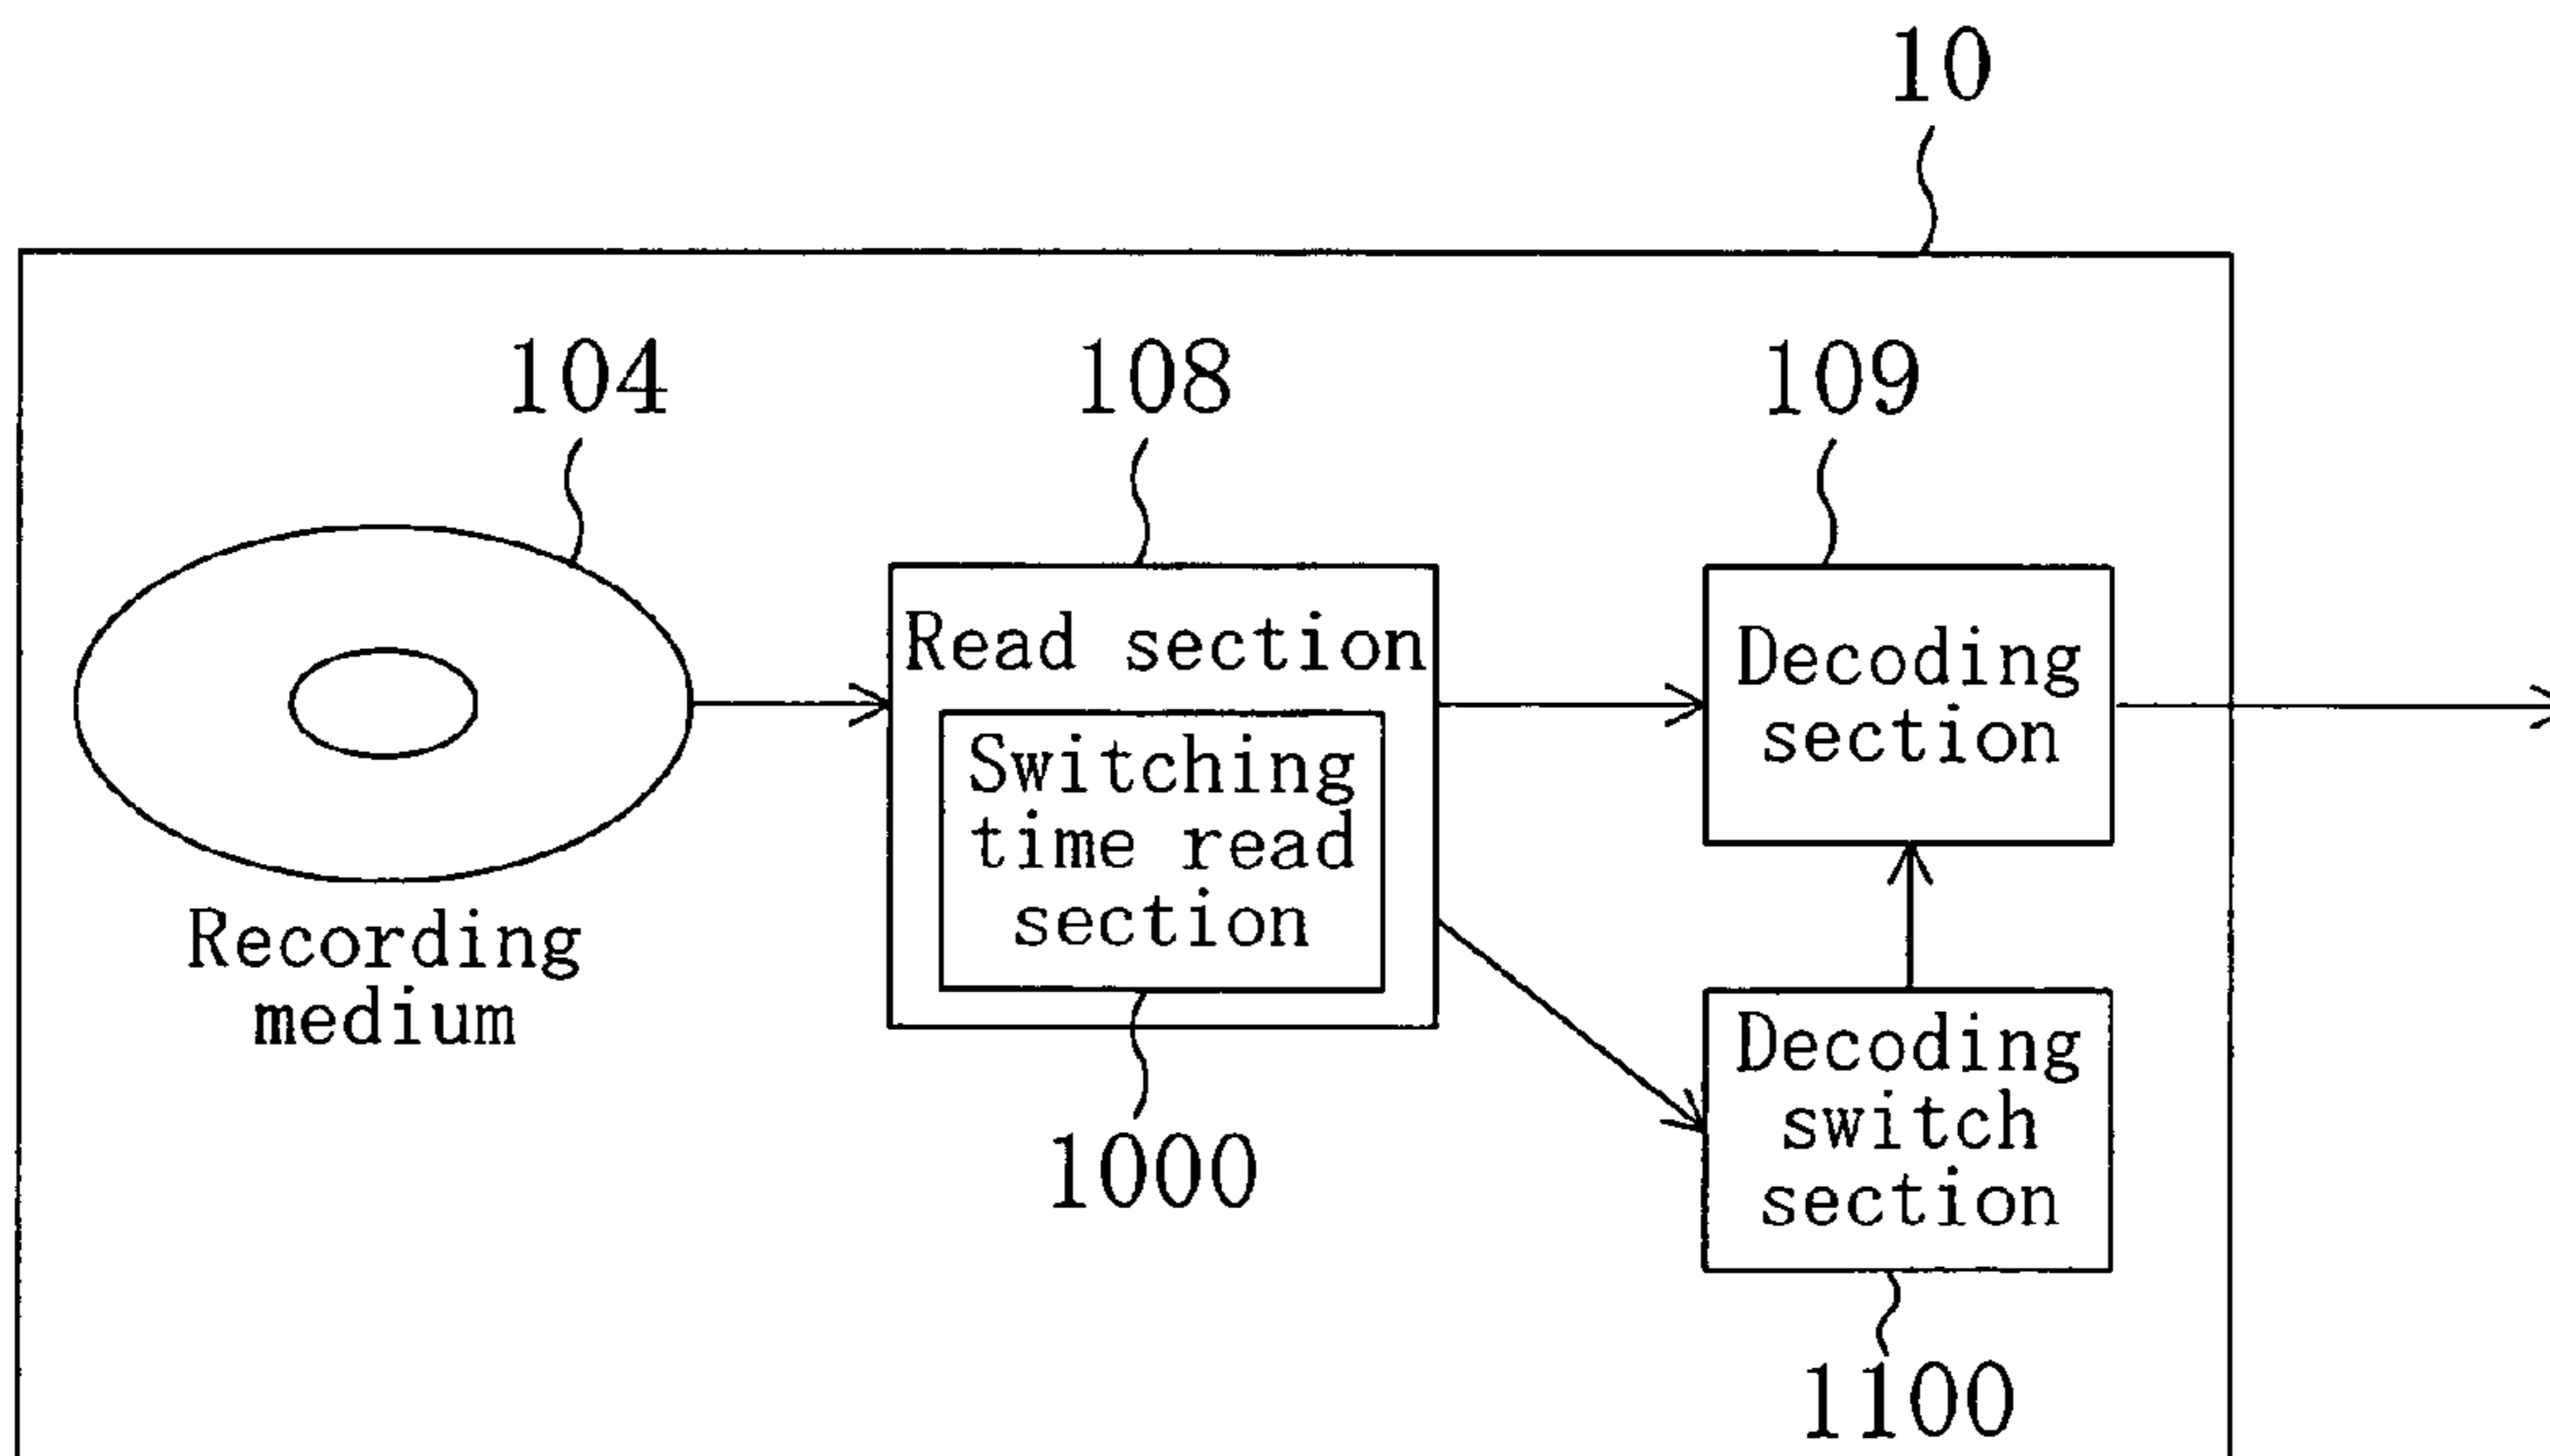 10
104
108
109
Read section
Switching
time read
section
Decoding
section
Recording
medium
Decoding
switch
section
1000
1100